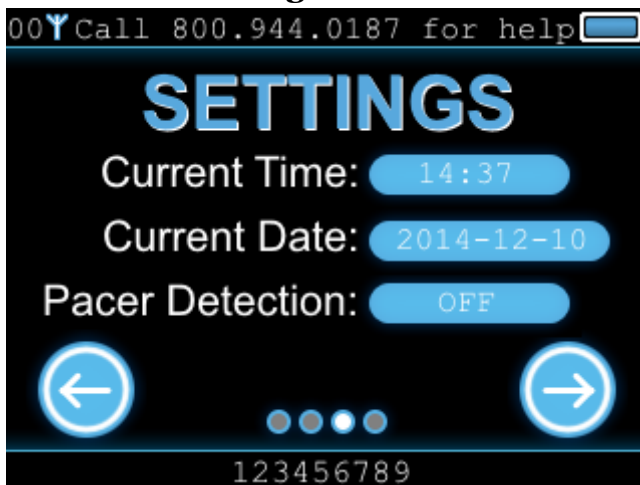 00 Call 800.944.0187 for help
SETTINGS
Current Time: 14:37
Current Date: 2014-12-10
Pacer Detection: OFF
123456789